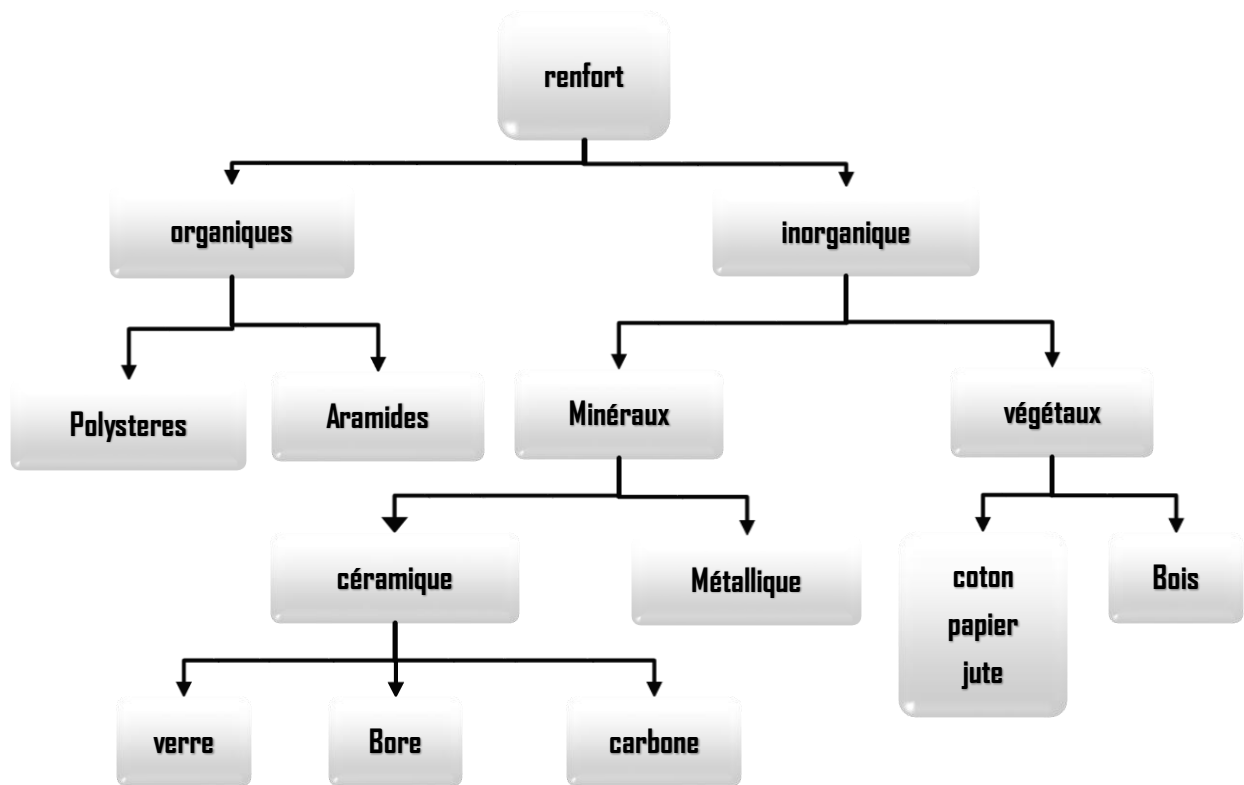 renfort
organiques
inorganique
Polysteres
Aramides
Minéraux
végétaux
céramique
Métallique
coton
papier
jute
Bois
verre
Bore
carbone